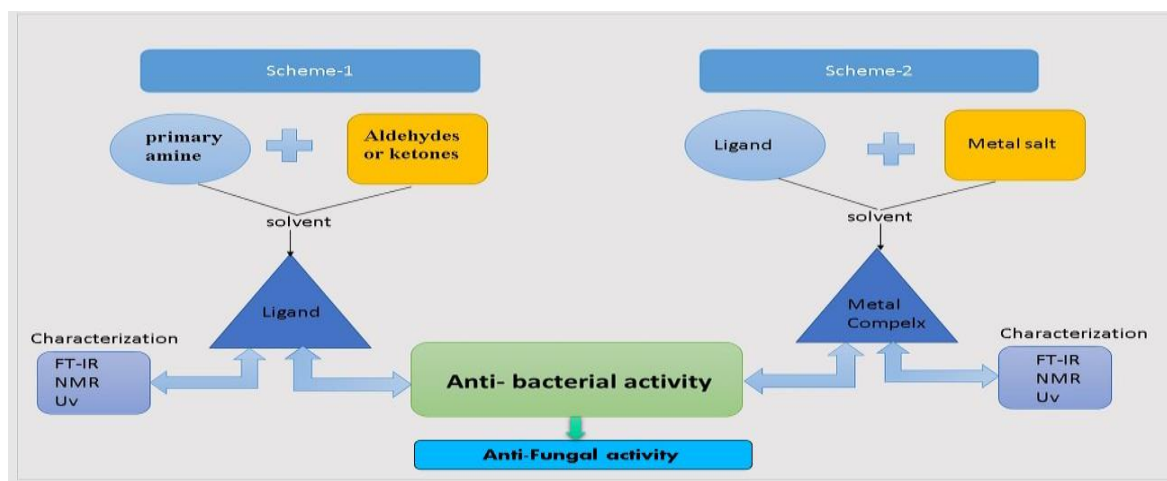 Scheme-1
primary
amine
Aldehydes
or ketones
solvent
Ligand
Characterization
FT-IR
NMR
Uv
Scheme-2
Ligand
Metal salt
solvent
Metal
Compelx
Characterization
FT-IR
NMR
Uv
Anti- bacterial activity
Anti-Fungal activity